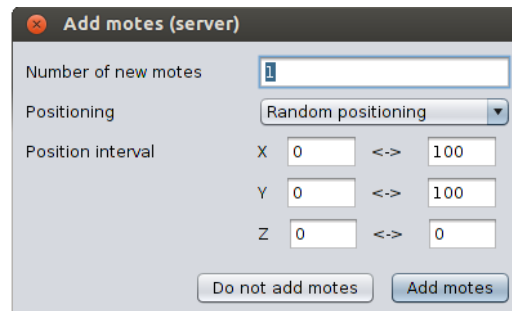 Add motes (server)
Number of new motes 1
Positioning Random positioning
Position interval X 0 <-> 100
Y 0 <-> 100
Z 0 <-> 0
Do not add motes Add motes